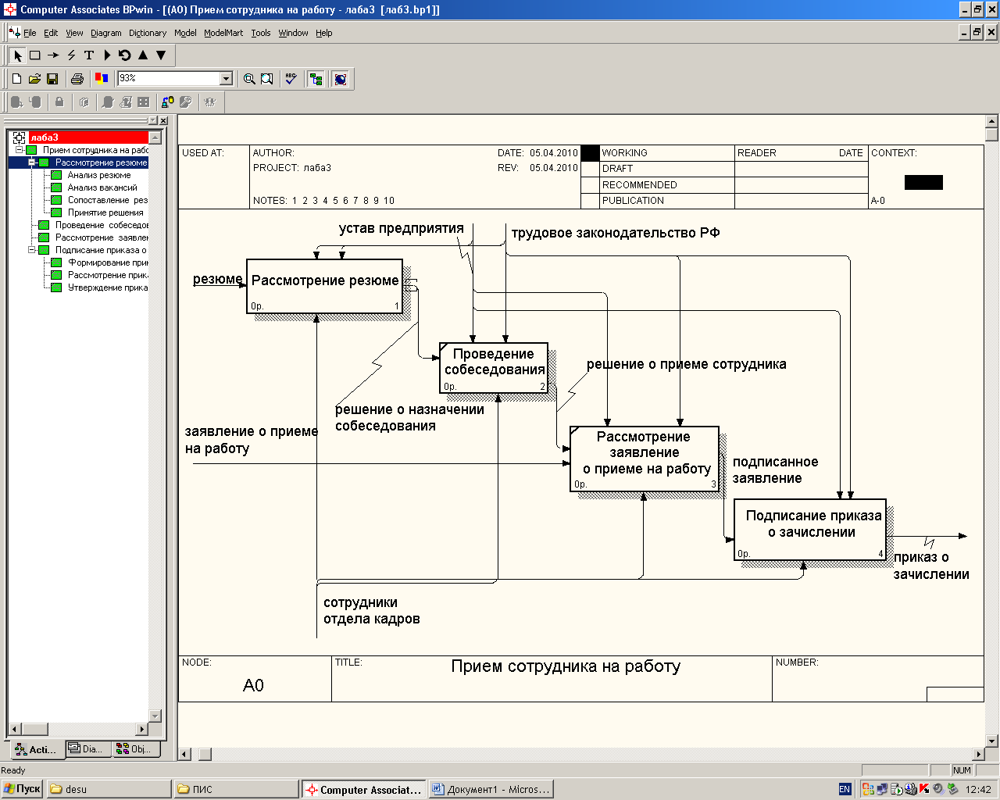 Computer Associates BPwin - [(A0) Прием сотрудника на работу - лаба3 [лаб3.bp1]]
File Edit View Diagram Dictionary Model ModelMart Tools Window Help
93%
лаба3
Прием сотрудника на рабо
Рассмотрение резюме
Анализ резюме
Анализ вакансий
Сопоставление рез
Принятие решения
Проведение собеседов
Рассмотрение заявлен
Подписание приказа о
Формирование при
Рассмотрение прик
Утверждение прика
Acti... Dia... Obj...
USED AT:
AUTHOR:
DATE: 05.04.2010
PROJECT: лаба3
REV: 05.04.2010
NOTES: 1 2 3 4 5 6 7 8 9 10
WORKING
DRAFT
RECOMMENDED
PUBLICATION
READER DATE
CONTEXT:
A-0
устав предприятия
трудовое законодательство РФ
резюме
Рассмотрение резюме
0р. 1
Проведение
собеседования
0р. 2
решение о приеме сотрудника
решение о назначении
собеседования
заявление о приеме
на работу
Рассмотрение
заявление
о приеме на работу
0р. 3
подписанное
заявление
Подписание приказа
о зачислении
0р. 4
приказ о
зачислении
сотрудники
отдела кадров
NODE:
A0
TITLE:
Прием сотрудника на работу
NUMBER:
Ready
NUM
Пуск desu ПИС Computer Associat... Документ1 - Micros... EN 12:42